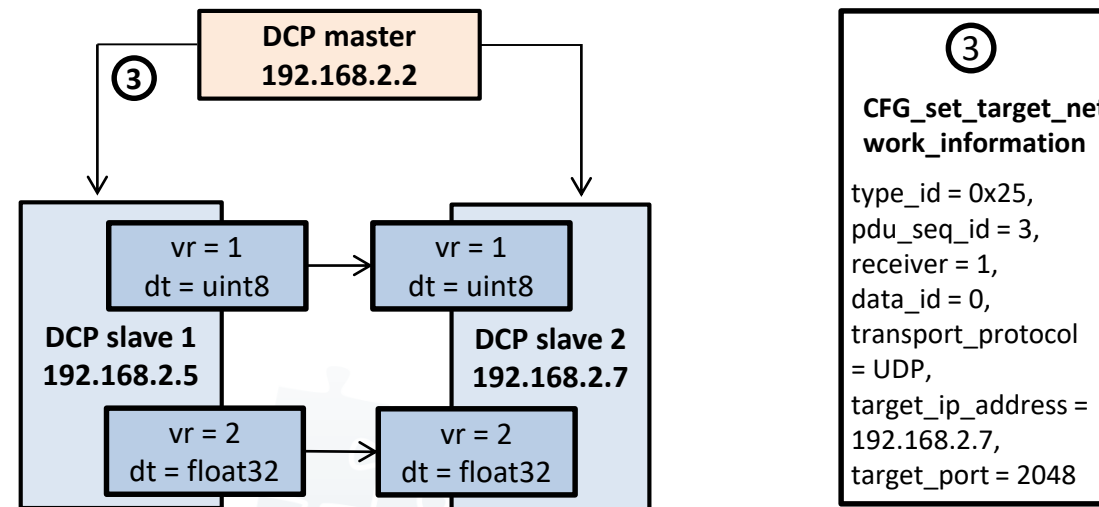 DCP master
192.168.2.2
3
vr = 1
dt = uint8
vr = 1
dt = uint8
DCP slave 1
192.168.2.5
DCP slave 2
192.168.2.7
vr = 2
dt = float32
vr = 2
dt = float32
3
CFG_set_target_net
work_information
type_id = 0x25,
pdu_seq_id = 3,
receiver = 1,
data_id = 0,
transport_protocol
= UDP,
target_ip_address =
192.168.2.7,
target_port = 2048